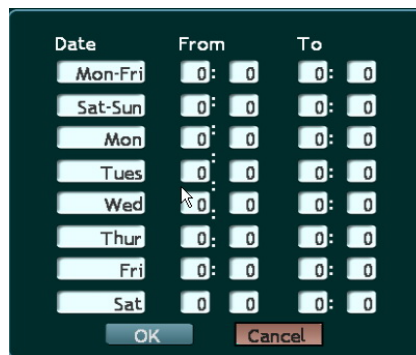 Date From To
Mon-Fri 0: 0 0: 0
Sat-Sun 0: 0 0: 0
Mon 0: 0 0: 0
Tues 0: 0 0: 0
Wed 0: 0 0: 0
Thur 0: 0 0: 0
Fri 0: 0 0: 0
Sat 0 0 0: 0
OK Cancel